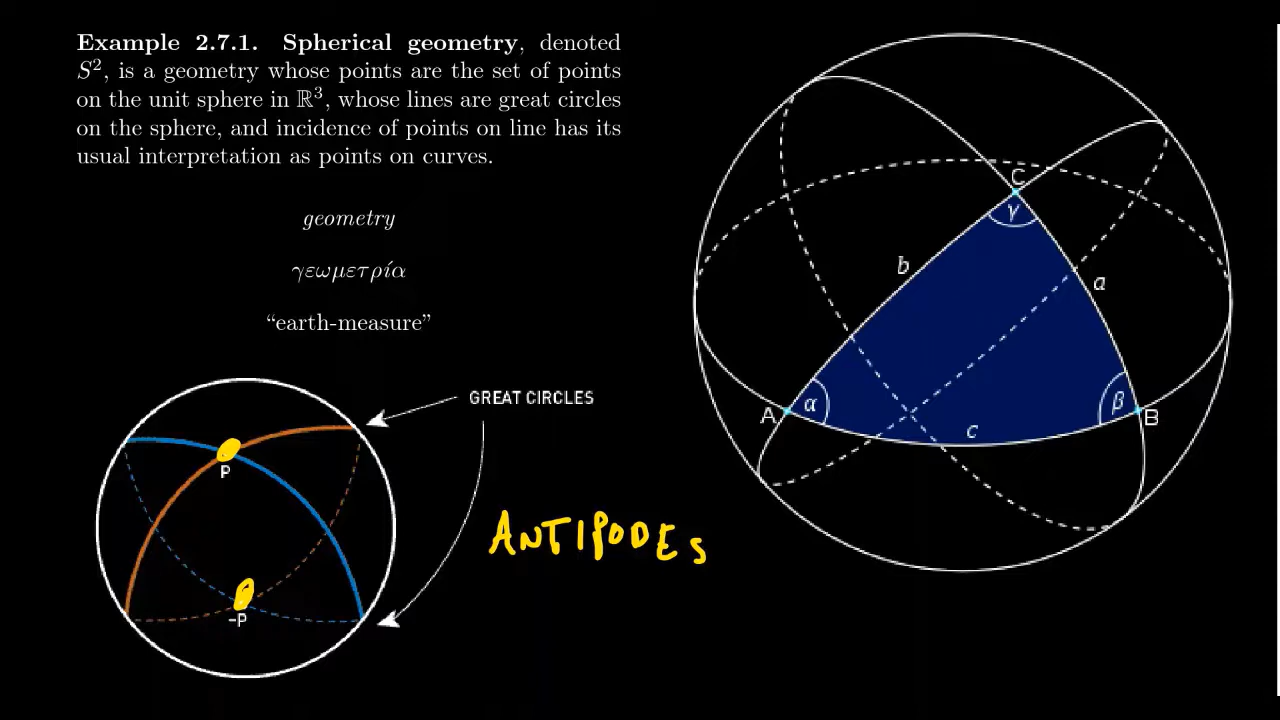 Example 2.7.1. Spherical geometry, denoted
S², is a geometry whose points are the set of points
on the unit sphere in ℝ³, whose lines are great circles
on the sphere, and incidence of points on line has its
usual interpretation as points on curves.
geometry
γεωμετρία
“earth-measure”
GREAT CIRCLES
P
-P
ANTIPODES
C
γ
b
a
A
α
β
B
c